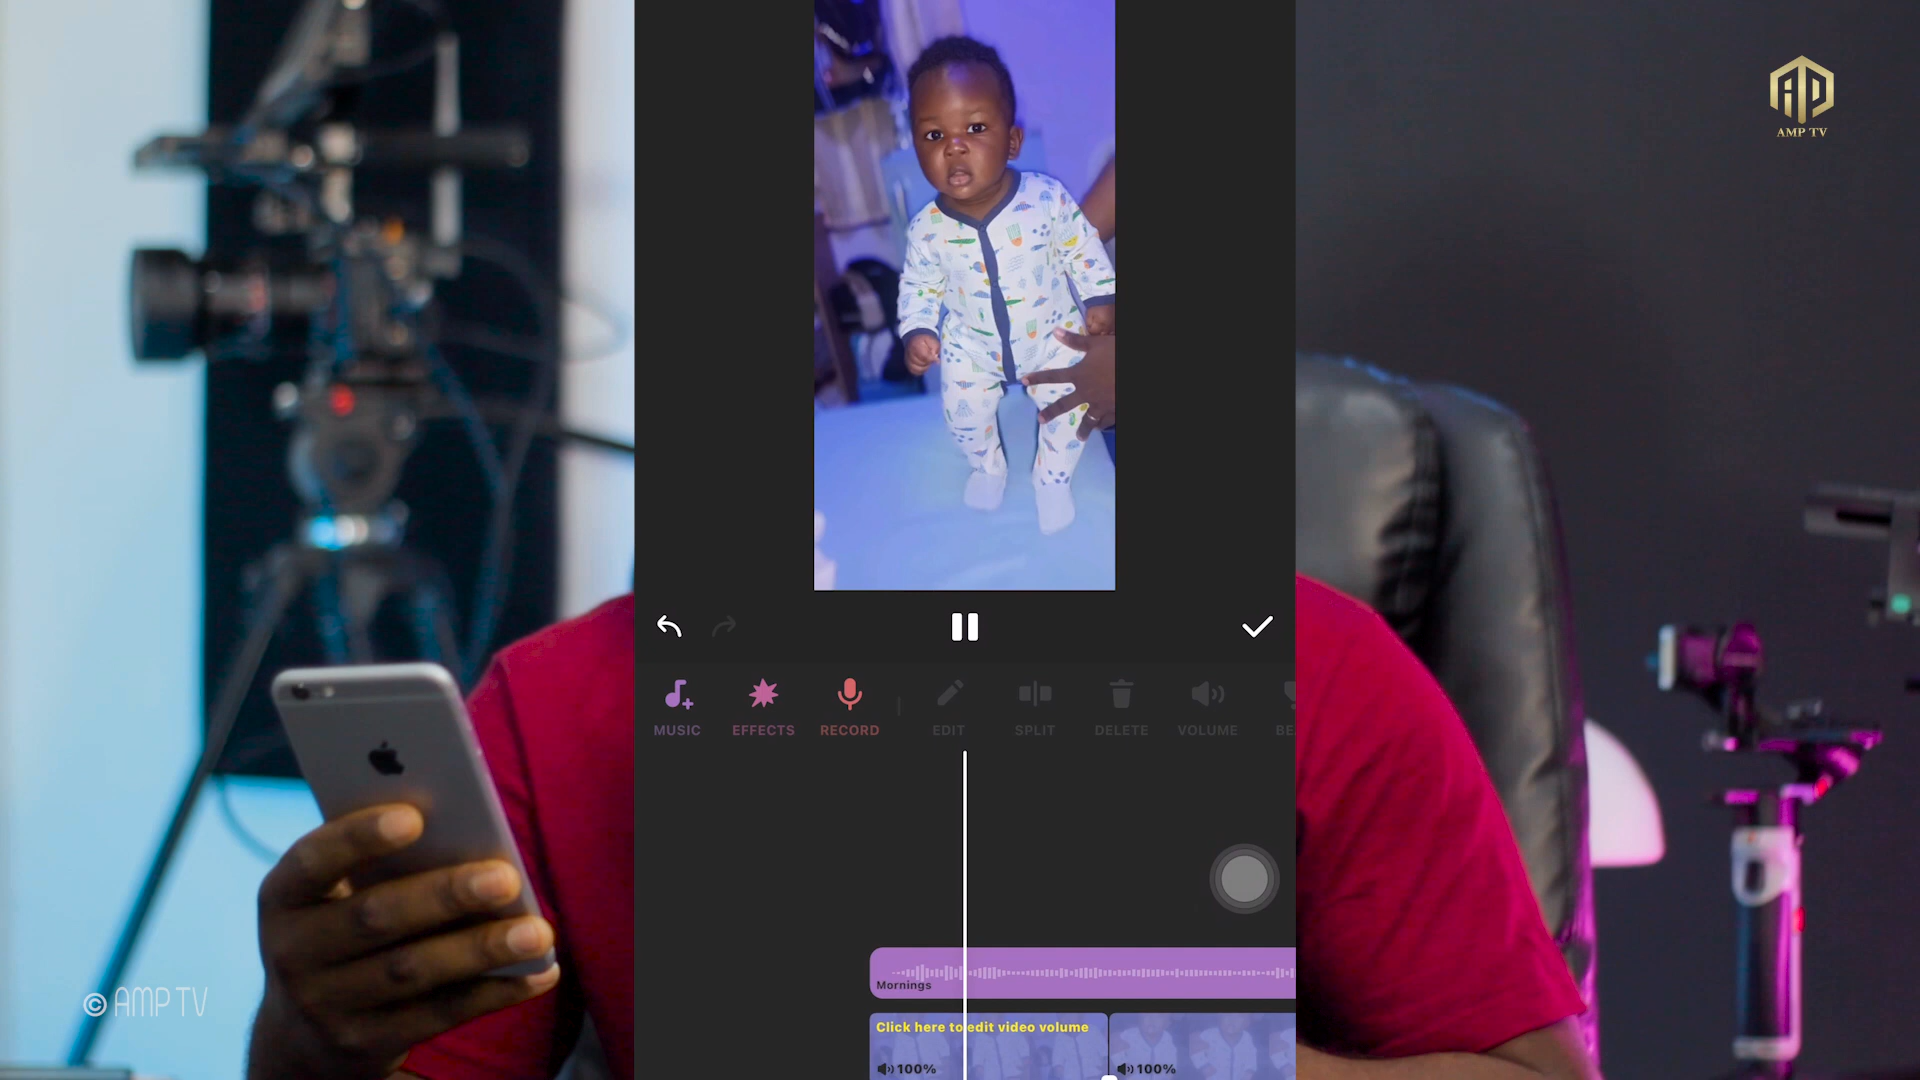 AMP TV
MUSIC
EFFECTS
RECORD
EDIT
SPLIT
DELETE
VOLUME
BE
Mornings
Click here to edit video volume
100%
100%
© AMP TV